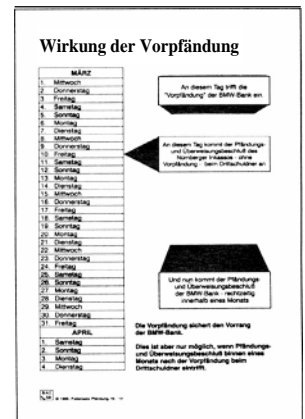 Wirkung der Vorpfändung
MÄRZ
1. Mittwoch
2. Donnerstag
3. Freitag
4. Samstag
5. Sonntag
6. Montag
7. Dienstag
8. Mittwoch
9. Donnerstag
10. Freitag
11. Samstag
12. Sonntag
13. Montag
14. Dienstag
15. Mittwoch
16. Donnerstag
17. Freitag
18. Samstag
19. Sonntag
20. Montag
21. Dienstag
22. Mittwoch
23. Donnerstag
24. Freitag
25. Samstag
26. Sonntag
27. Montag
28. Dienstag
29. Mittwoch
30. Donnerstag
31. Freitag
APRIL
1. Samstag
2. Sonntag
3. Montag
4. Dienstag
An diesem Tag trifft die
"Vorpfändung" der BMW-Bank ein.
An diesem Tag kommt der Pfändungs-
und Überweisungsbeschluß des
Nürnberger Inkasso - ohne
Vorpfändung - beim Drittschuldner an
Und nun kommt der Pfändungs-
und Überweisungsbeschluß
der BMW-Bank - rechtzeitig
innerhalb eines Monats
Die Vorpfändung sichert den Vorrang
der BMW-Bank.
Dies ist aber nur möglich, wenn Pfändungs-
und Überweisungsbeschluß binnen eines
Monats nach der Vorpfändung beim
Drittschuldner eintrifft.